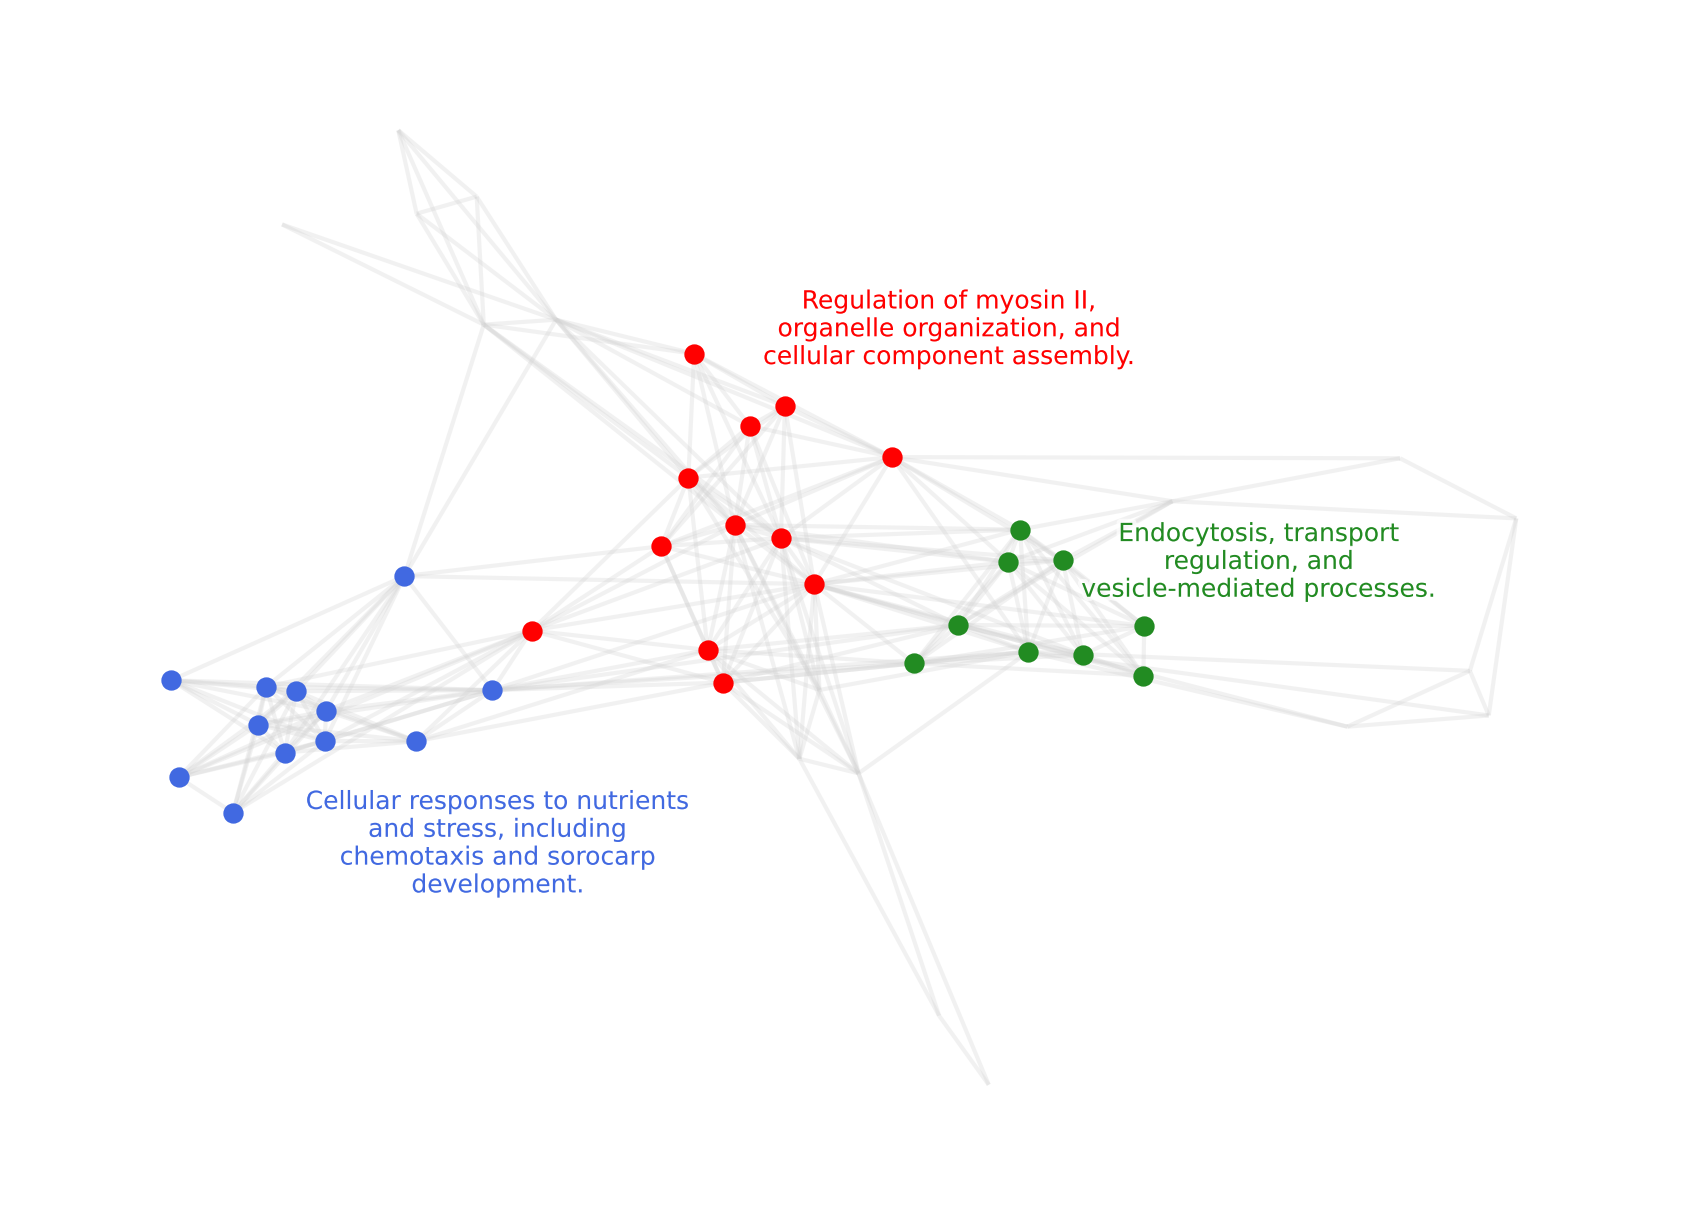 Regulation of myosin II,
organelle organization, and
cellular component assembly.
Endocytosis, transport
regulation, and
vesicle-mediated processes.
Cellular responses to nutrients
and stress, including
chemotaxis and sorocarp
development.